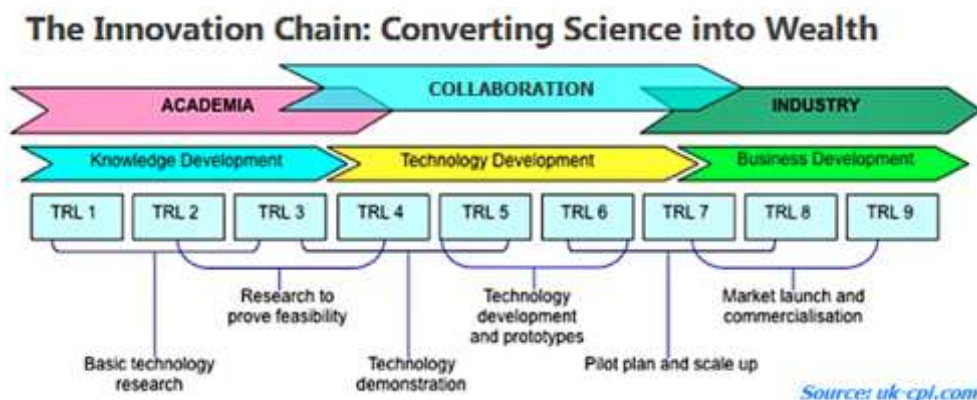 The Innovation Chain: Converting Science into Wealth
ACADEMIA COLLABORATION INDUSTRY
Knowledge Development Technology Development Business Development
TRL 1 TRL 2 TRL 3 TRL 4 TRL 5 TRL 6 TRL 7 TRL 8 TRL 9
Research to
prove feasibility
Technology
development
and prototypes
Market launch and
commercialisation
Basic technology
research
Technology
demonstration
Pilot plan and scale up
Source: uk-cpi.com